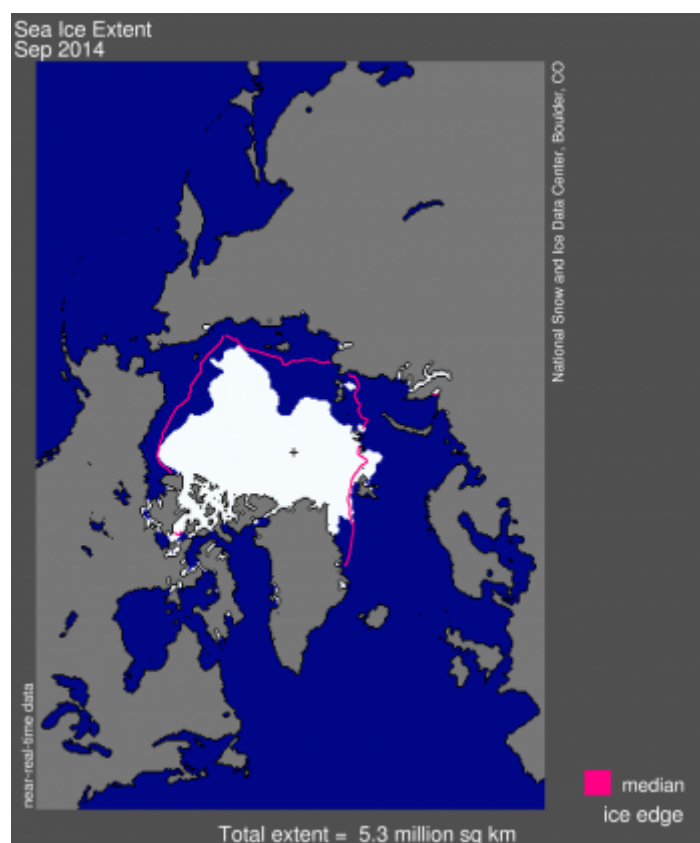 Sea Ice Extent
Sep 2014
National Snow and Ice Data Center, Boulder, CO
near-real-time data
median
ice edge
Total extent = 5.3 million sq km